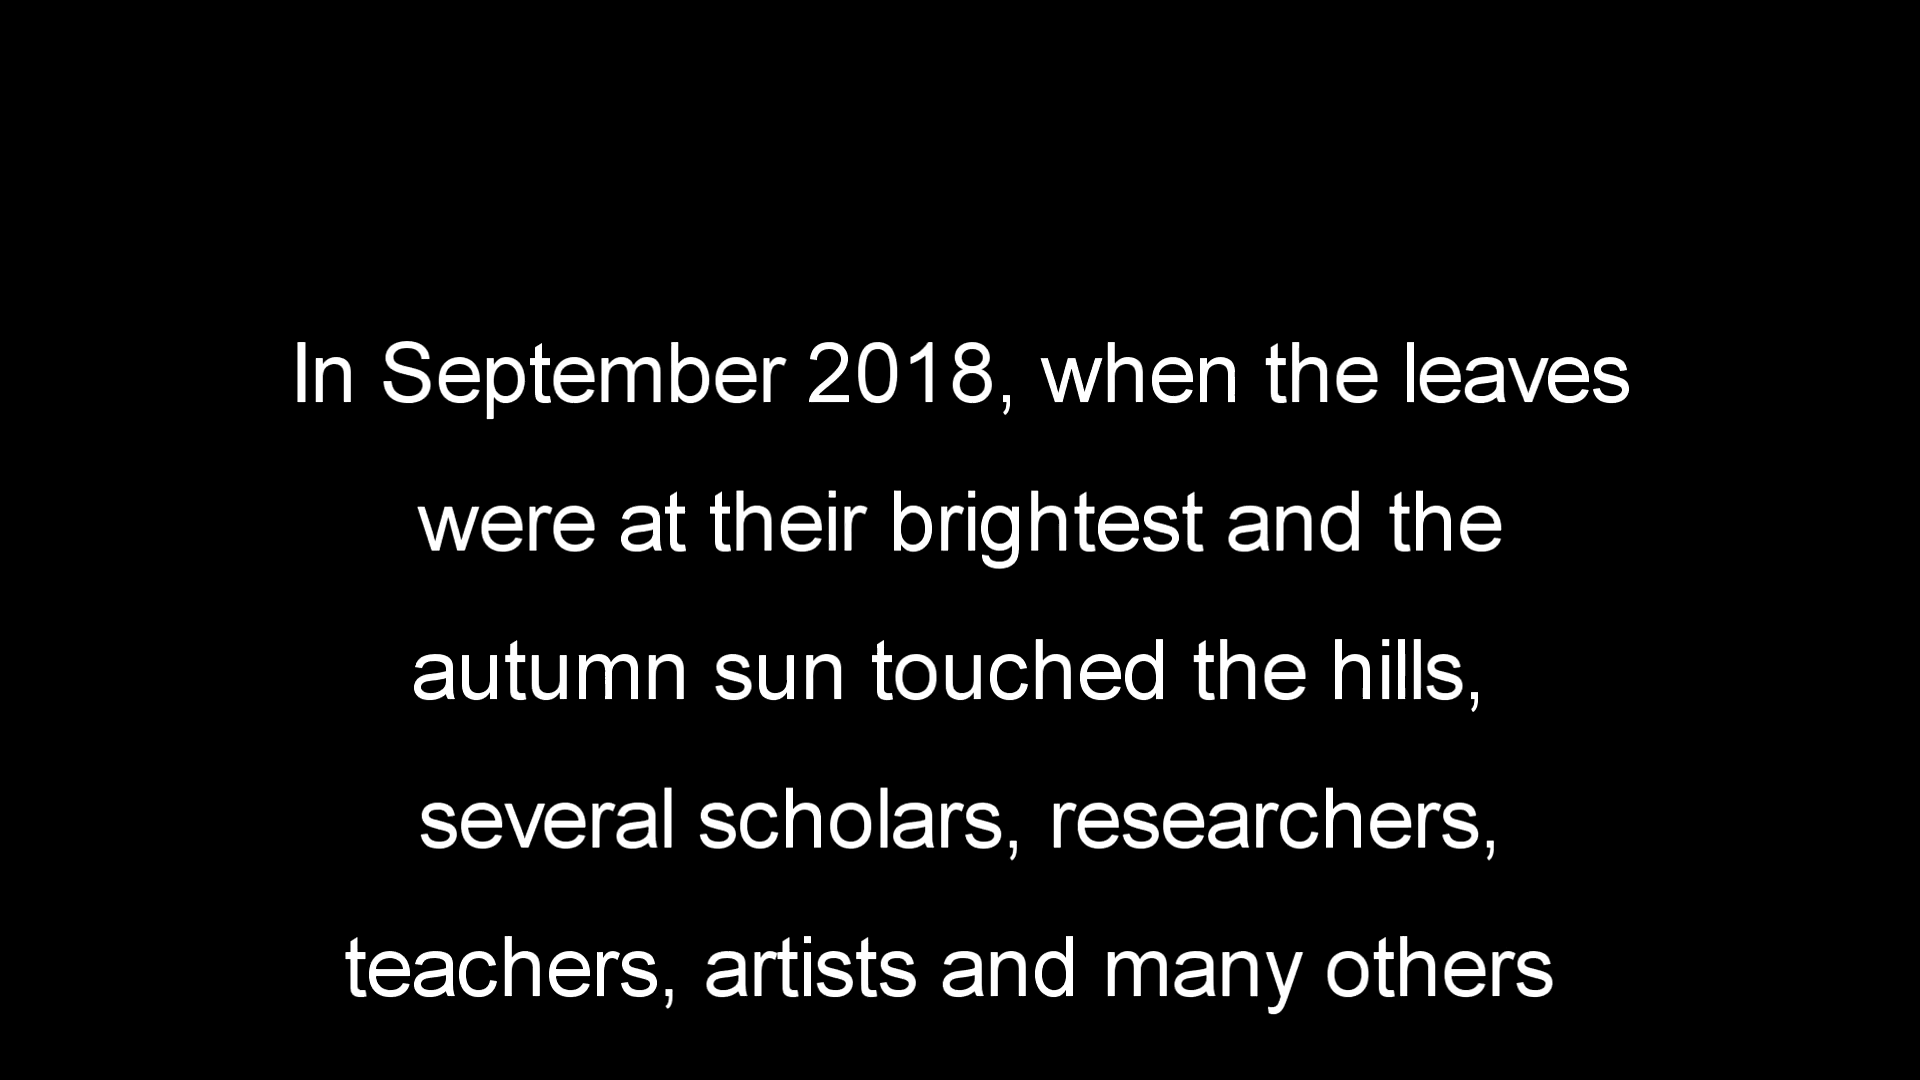 In September 2018, when the leaves
were at their brightest and the
autumn sun touched the hills,
several scholars, researchers,
teachers, artists and many others